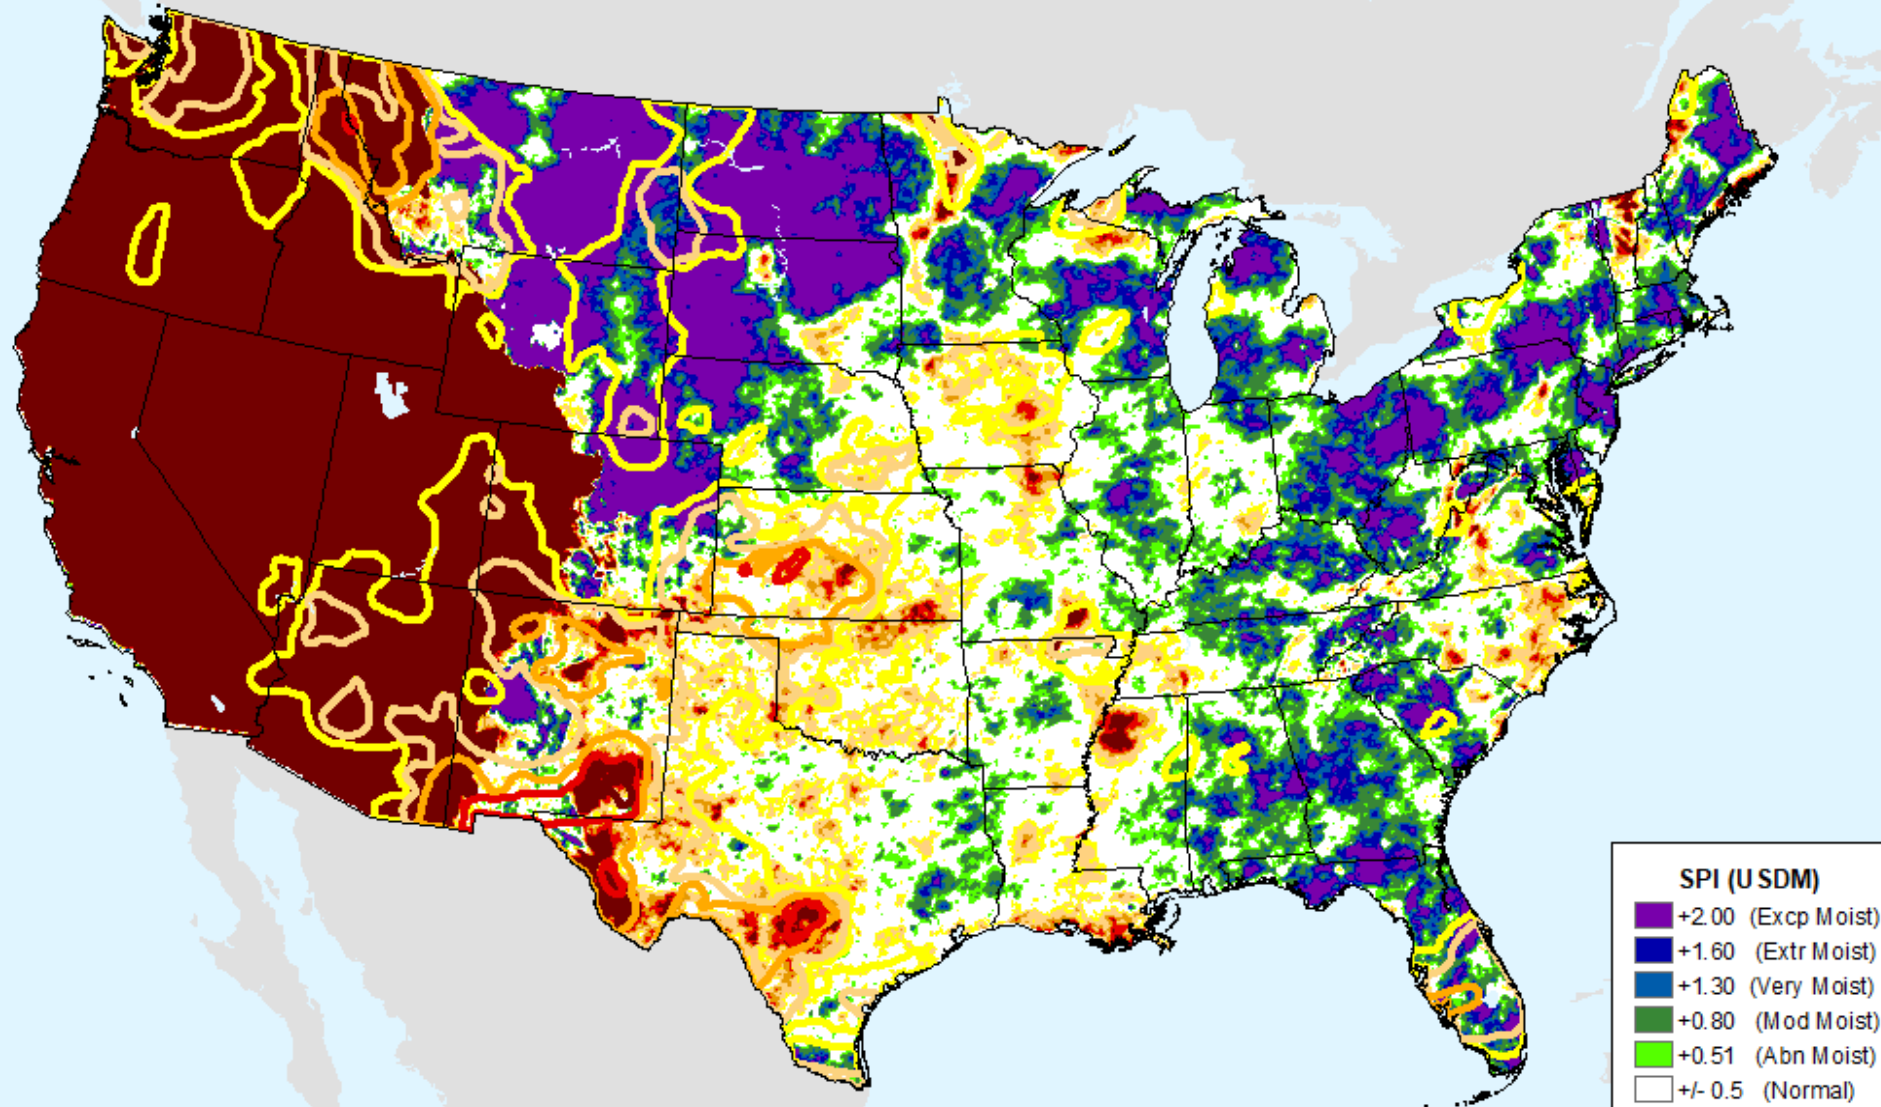 SPI (USDM)
+2.00 (Excp Moist)
+1.60 (Extr Moist)
+1.30 (Very Moist)
+0.80 (Mod Moist)
+0.51 (Abn Moist)
+/- 0.5 (Normal)